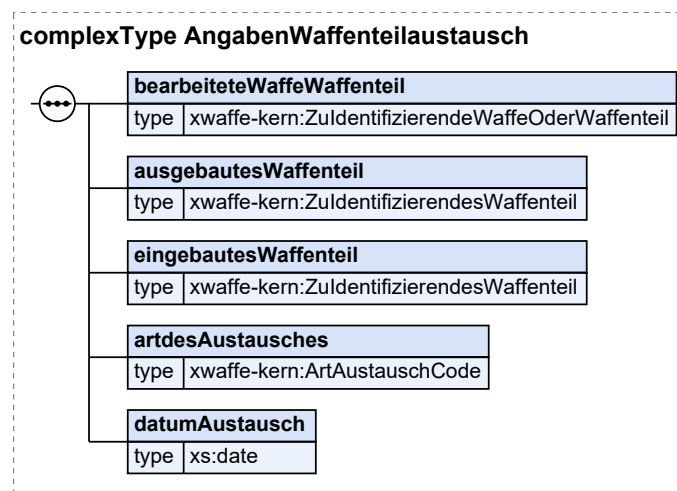 complexType AngabenWaffenteilaustausch
bearbeiteteWaffeWaffenteil
type xwaffe-kern:ZuIdentifizierendeWaffeOderWaffenteil
ausgebautesWaffenteil
type xwaffe-kern:ZuIdentifizierendesWaffenteil
eingebautesWaffenteil
type xwaffe-kern:ZuIdentifizierendesWaffenteil
artdesAustausches
type xwaffe-kern:ArtAustauschCode
datumAustausch
type xs:date